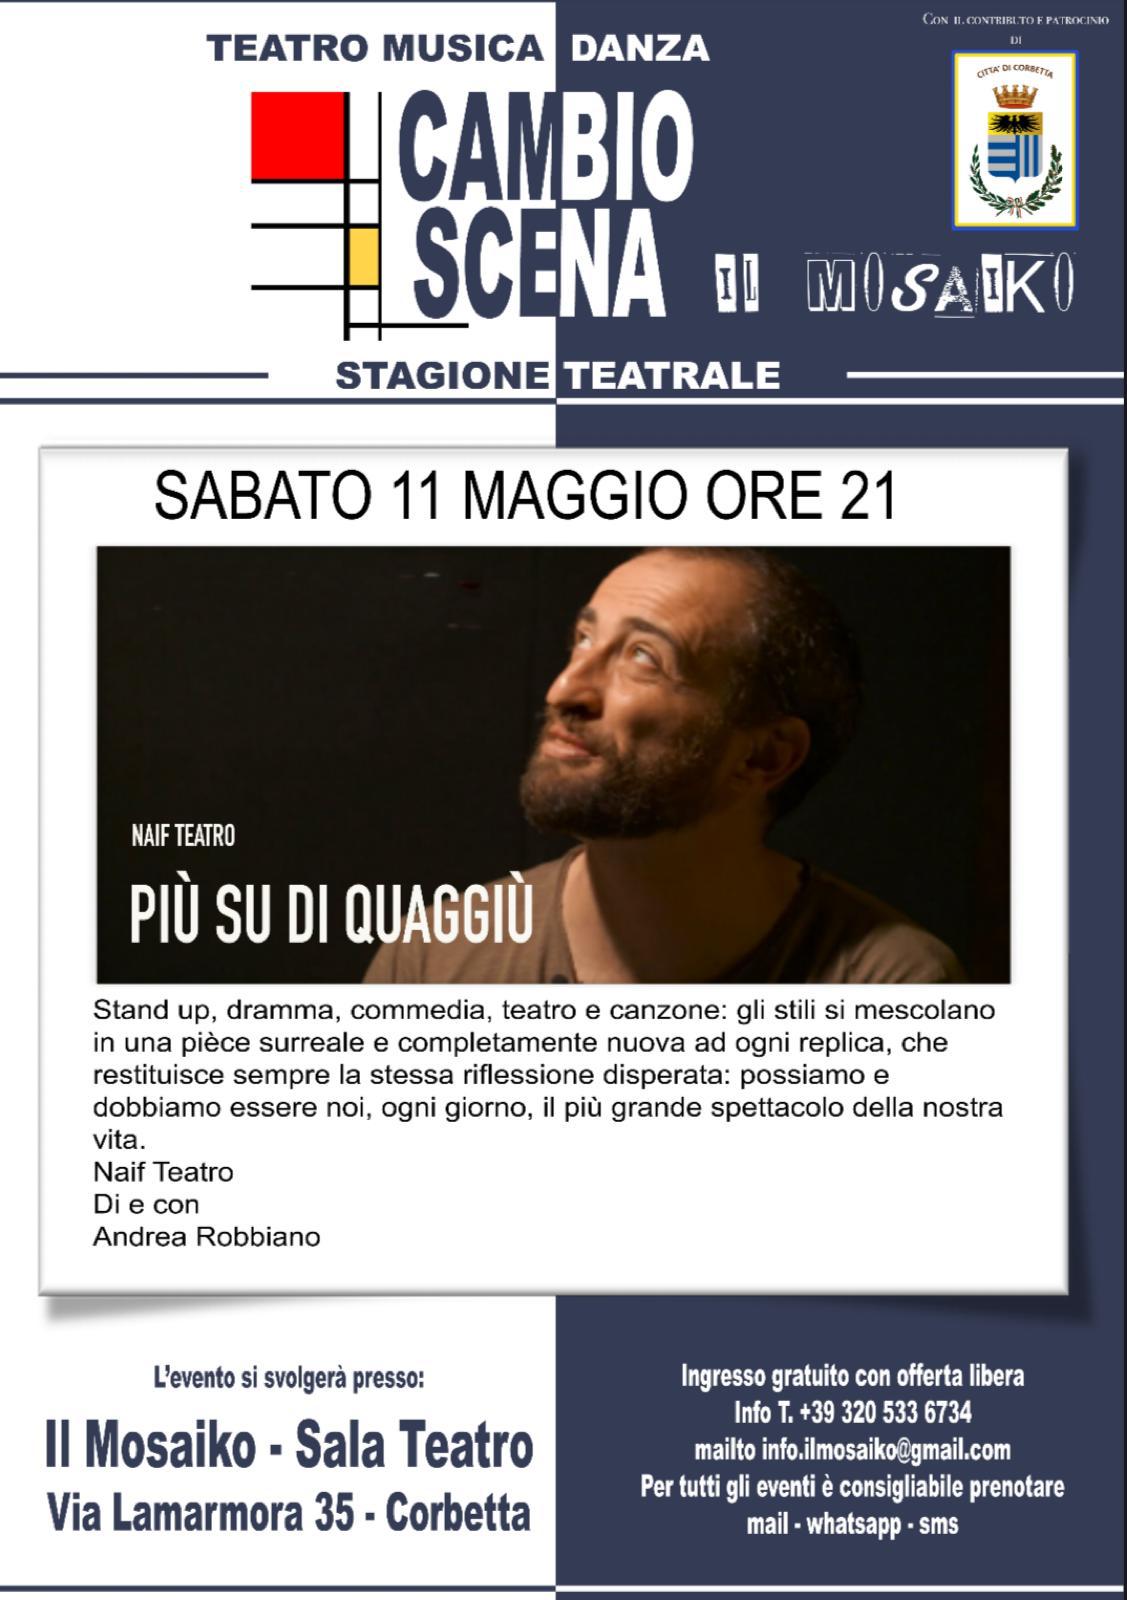 CON IL CONTRIBUTO E PATROCINIO
DI
CITTA' DI CORBETTA
TEATRO MUSICA DANZA
CAMBIO
SCENA
IL MOSAIKO
STAGIONE TEATRALE
SABATO 11 MAGGIO ORE 21
NAIF TEATRO
PIÙ SU DI QUAGGIÙ
Stand up, dramma, commedia, teatro e canzone: gli stili si mescolano
in una pièce surreale e completamente nuova ad ogni replica, che
restituisce sempre la stessa riflessione disperata: possiamo e
dobbiamo essere noi, ogni giorno, il più grande spettacolo della nostra
vita.
Naif Teatro
Di e con
Andrea Robbiano
L'evento si svolgerà presso:
Il Mosaiko - Sala Teatro
Via Lamarmora 35 - Corbetta
Ingresso gratuito con offerta libera
Info T. +39 320 533 6734
mailto info.ilmosaiko@gmail.com
Per tutti gli eventi è consigliabile prenotare
mail - whatsapp - sms